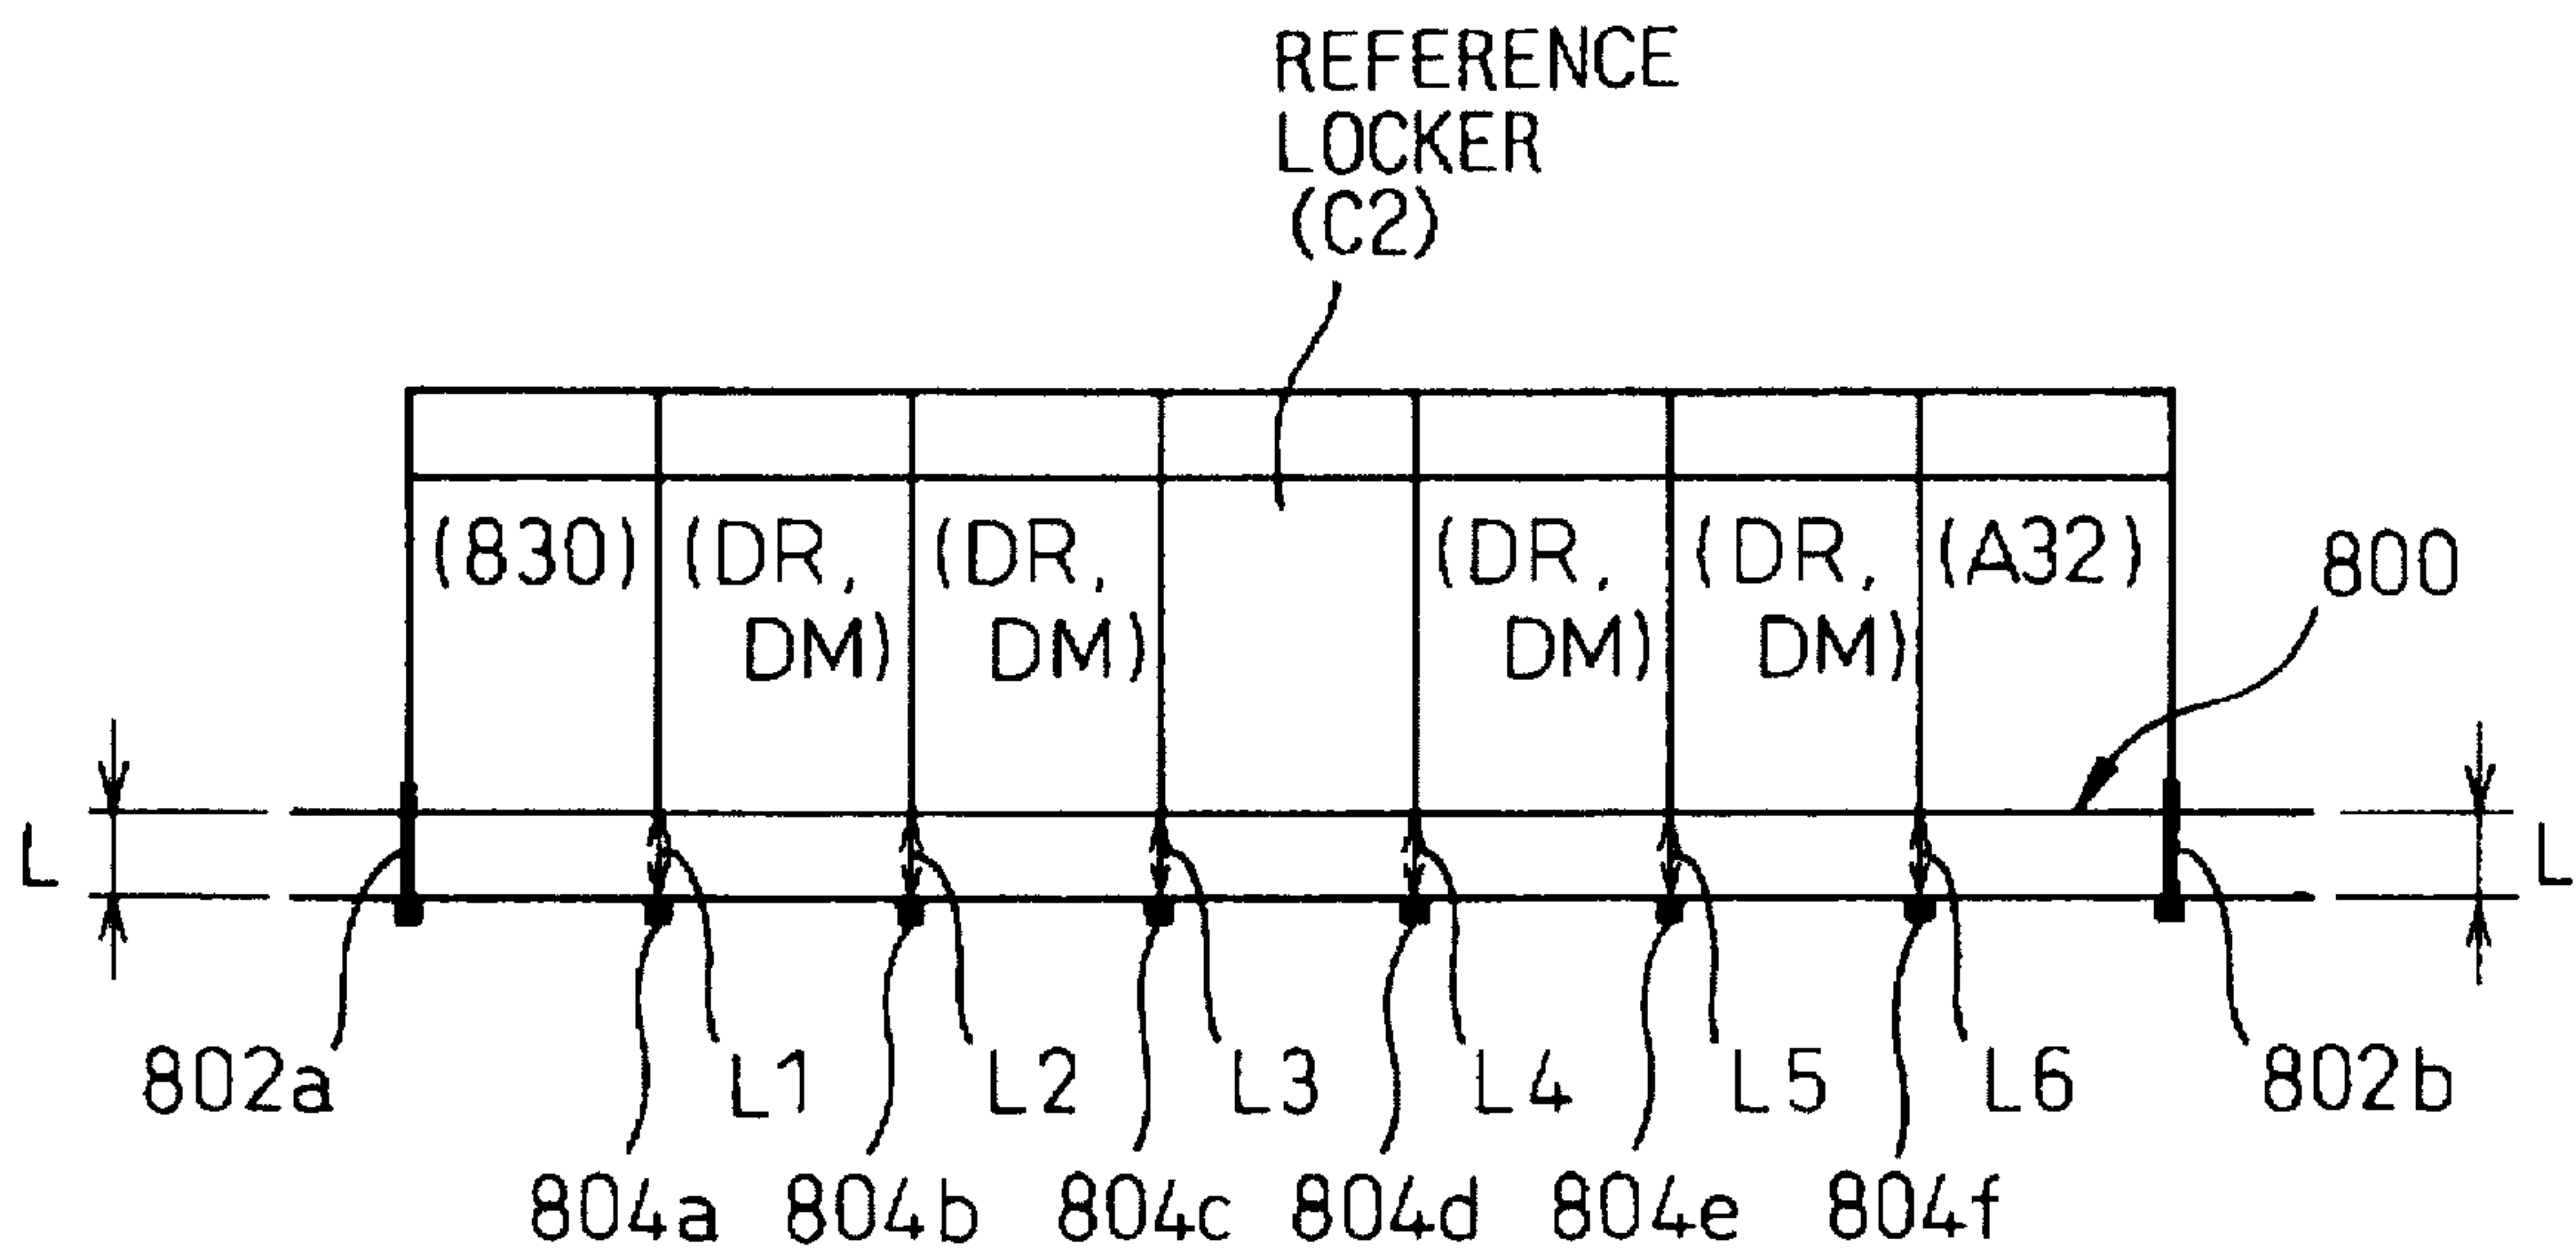 REFERENCE
LOCKER
(C2)
(830) (DR, (DR, (DR, (DR, (A32)
DM) DM) DM) DM)
800
L L
802a L1 L2 L3 L4 L5 L6 802b
804a 804b 804c 804d 804e 804f